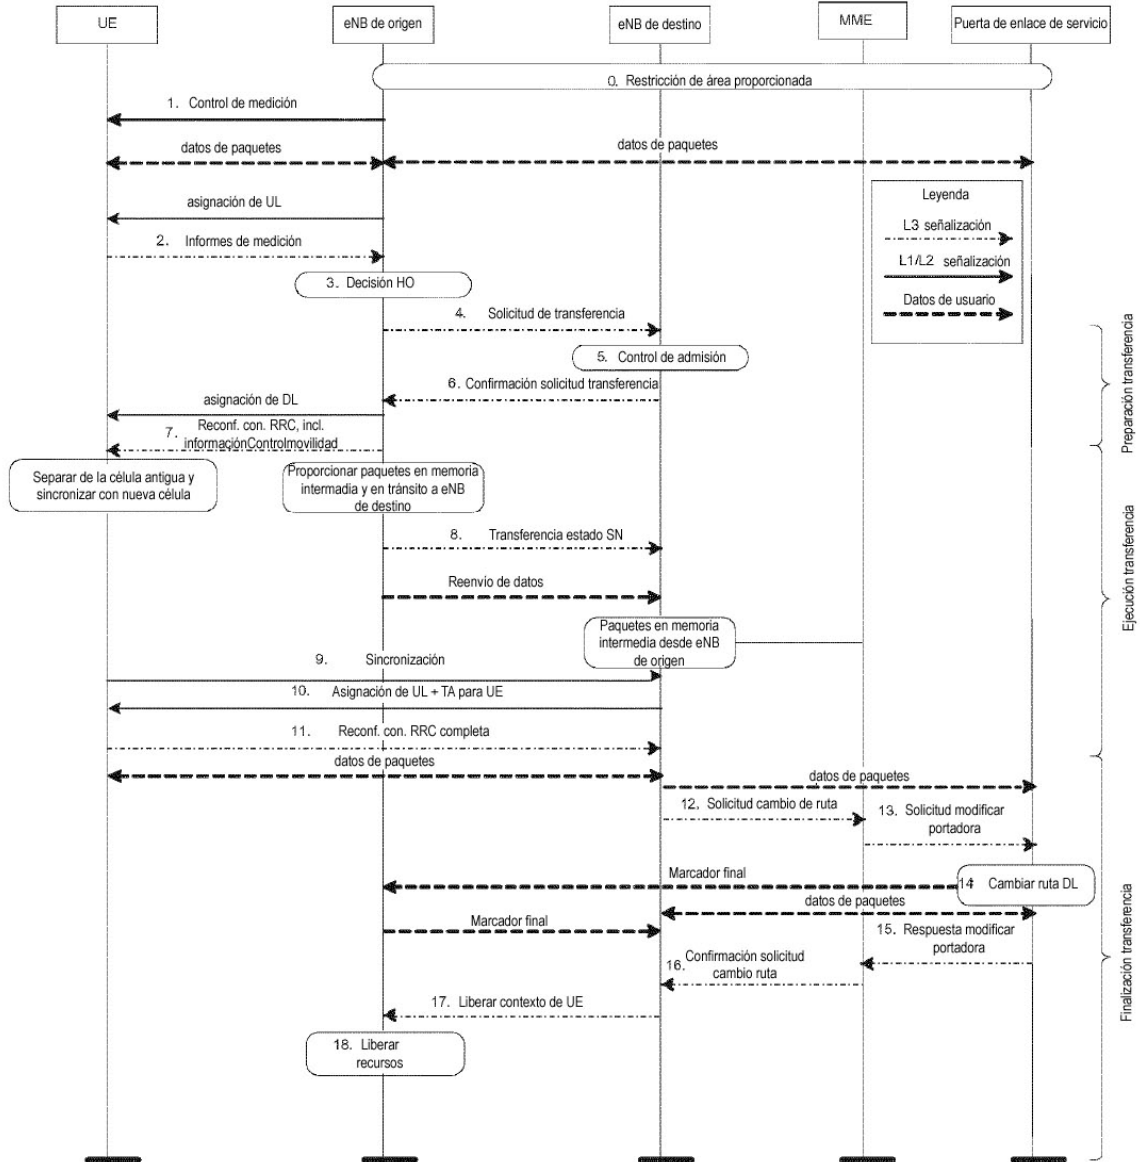 UE
eNB de origen
eNB de destino
MME
Puerta de enlace de servicio
0. Restricción de área proporcionada
1. Control de medición
datos de paquetes
datos de paquetes
asignación de UL
2. Informes de medición
Leyenda
L3 señalización
L1/L2 señalización
Datos de usuario
3. Decisión HO
4. Solicitud de transferencia
5. Control de admisión
6. Confirmación solicitud transferencia
Preparación transferencia
asignación de DL
7. Reconf. con. RRC, incl.
informaciónControlmovilidad
Separar de la célula antigua y
sincronizar con nueva célula
Proporcionar paquetes en memoria
intermadia y en tránsito a eNB
de destino
8. Transferencia estado SN
Reenvio de datos
Paquetes en memoria
intermedia desde eNB
de origen
Ejecución transferencia
9. Sincronización
10. Asignación de UL + TA para UE
11. Reconf. con. RRC completa
datos de paquetes
datos de paquetes
12. Solicitud cambio de ruta
13. Solicitud modificar
portadora
Marcador final
14 Cambiar ruta DL
datos de paquetes
Marcador final
15. Respuesta modificar
portadora
16. Confirmación solicitud
cambio ruta
17. Liberar contexto de UE
18. Liberar
recursos
Finalización transferencia